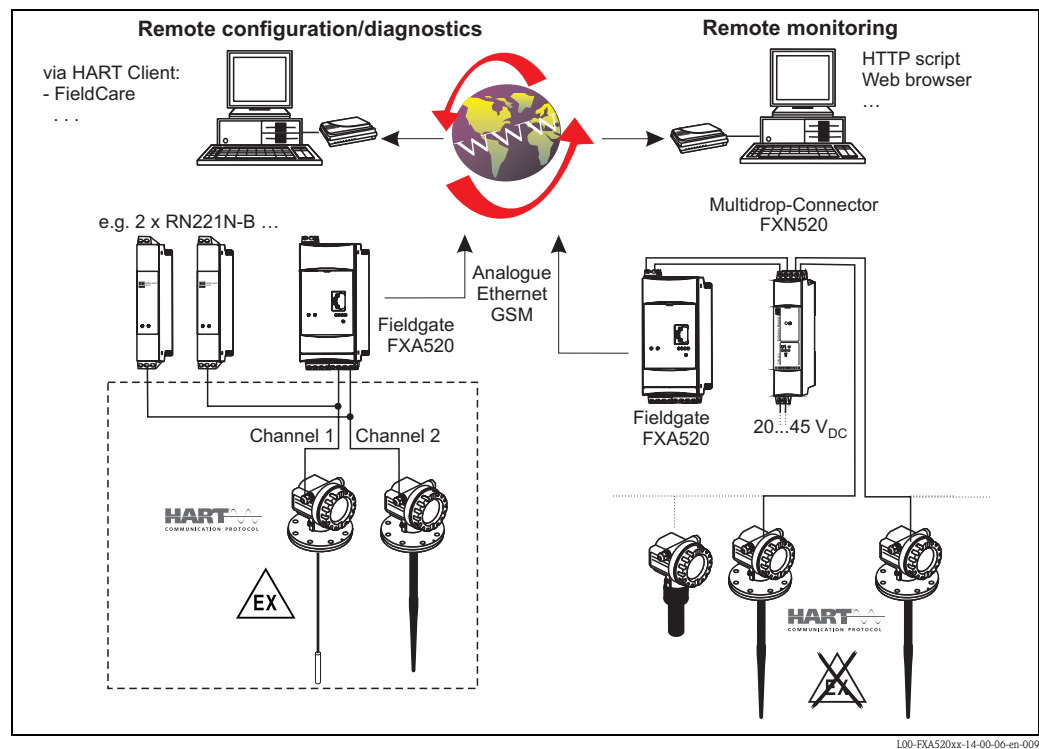 Remote configuration/diagnostics
Remote monitoring
via HART Client:
- FieldCare
. . .
HTTP script
Web browser
...
WWW
e.g. 2 x RN221N-B ...
Multidrop-Connector
FXN520
Analogue
Ethernet
GSM
Fieldgate
FXA520
Fieldgate
FXA520
20...45 VDC
Channel 1
Channel 2
HART
COMMUNICATION PROTOCOL
EX
HART
COMMUNICATION PROTOCOL
EX
L00-FXA520xx-14-00-06-en-009